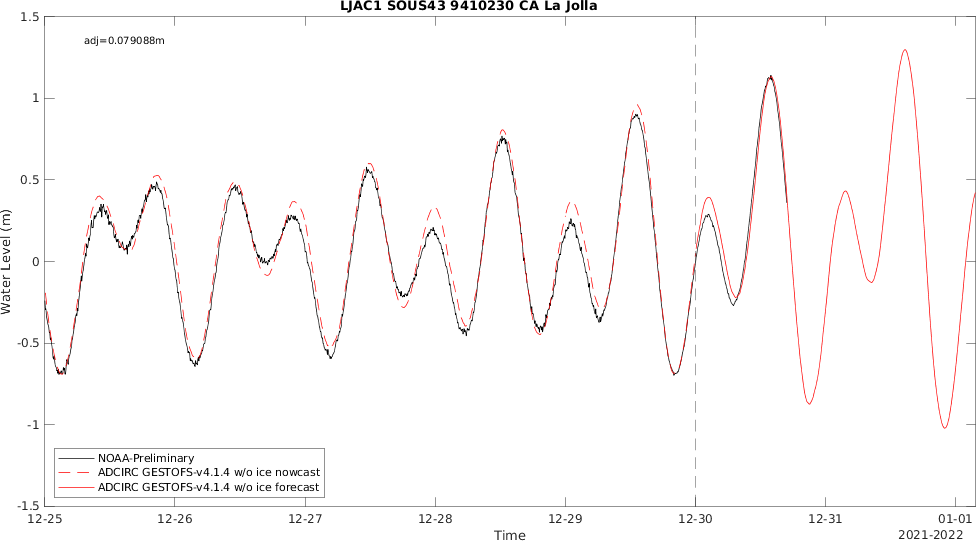 LJAC1 SOUS43 9410230 CA La Jolla
adj=0.079088m
1.5
1
0.5
0
-0.5
-1
-1.5
Water Level (m)
NOAA-Preliminary
ADCIRC GESTOFS-v4.1.4 w/o ice nowcast
ADCIRC GESTOFS-v4.1.4 w/o ice forecast
12-25 12-26 12-27 12-28 12-29 12-30 12-31 01-01
Time
2021-2022